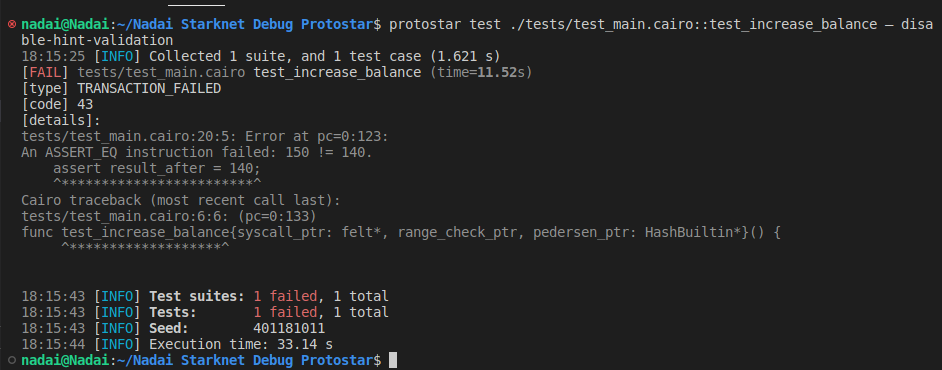 nadai@Nadai:~/Nadai Starknet Debug Protostar$ protostar test ./tests/test_main.cairo::test_increase_balance — disa
ble-hint-validation
18:15:25 [INFO] Collected 1 suite, and 1 test case (1.621 s)
[FAIL] tests/test_main.cairo test_increase_balance (time=11.52s)
[type] TRANSACTION_FAILED
[code] 43
[details]:
tests/test_main.cairo:20:5: Error at pc=0:123:
An ASSERT_EQ instruction failed: 150 != 140.
    assert result_after = 140;
    ^************************^
Cairo traceback (most recent call last):
tests/test_main.cairo:6:6: (pc=0:133)
func test_increase_balance{syscall_ptr: felt*, range_check_ptr, pedersen_ptr: HashBuiltin*}() {
     ^*******************^
18:15:43 [INFO] Test suites: 1 failed, 1 total
18:15:43 [INFO] Tests:       1 failed, 1 total
18:15:43 [INFO] Seed:        401181011
18:15:44 [INFO] Execution time: 33.14 s
nadai@Nadai:~/Nadai Starknet Debug Protostar$